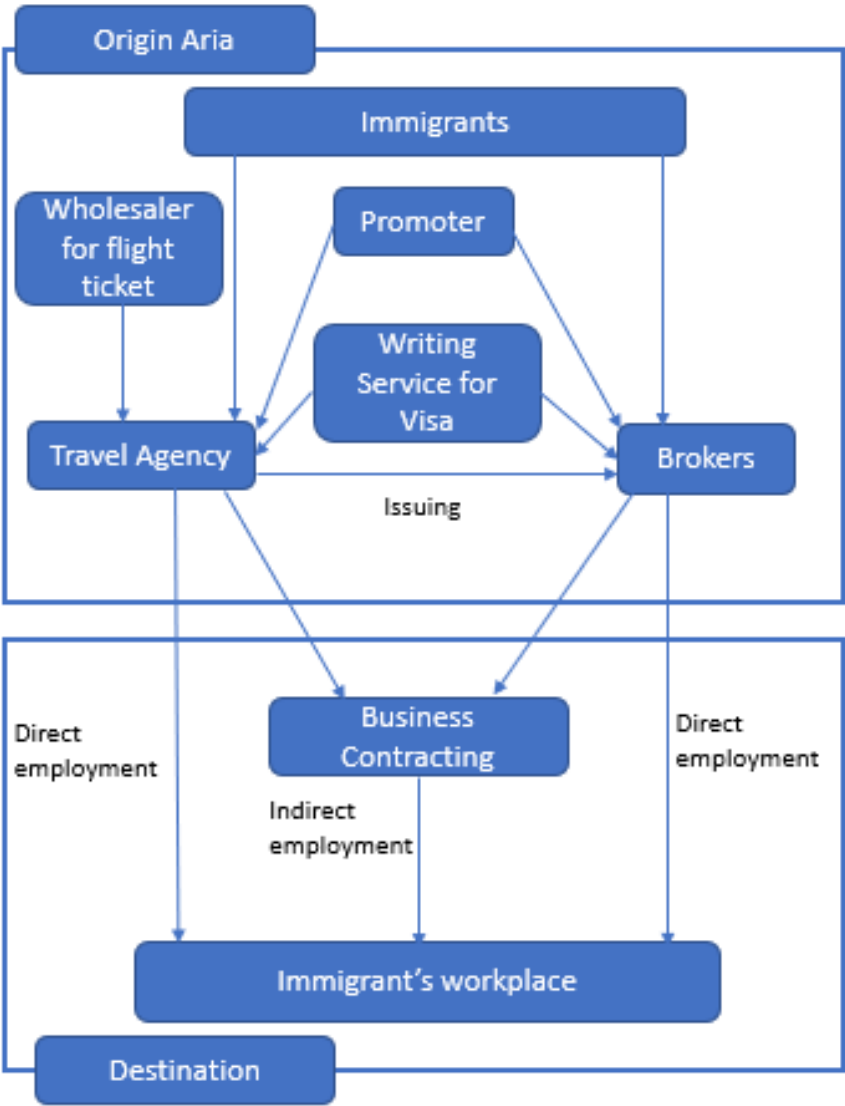 Origin Aria
Immigrants
Wholesaler
for flight
ticket
Promoter
Writing
Service for
Visa
Travel Agency
Brokers
Issuing
Business
Contracting
Direct
employment
Direct
employment
Indirect
employment
Immigrant’s workplace
Destination